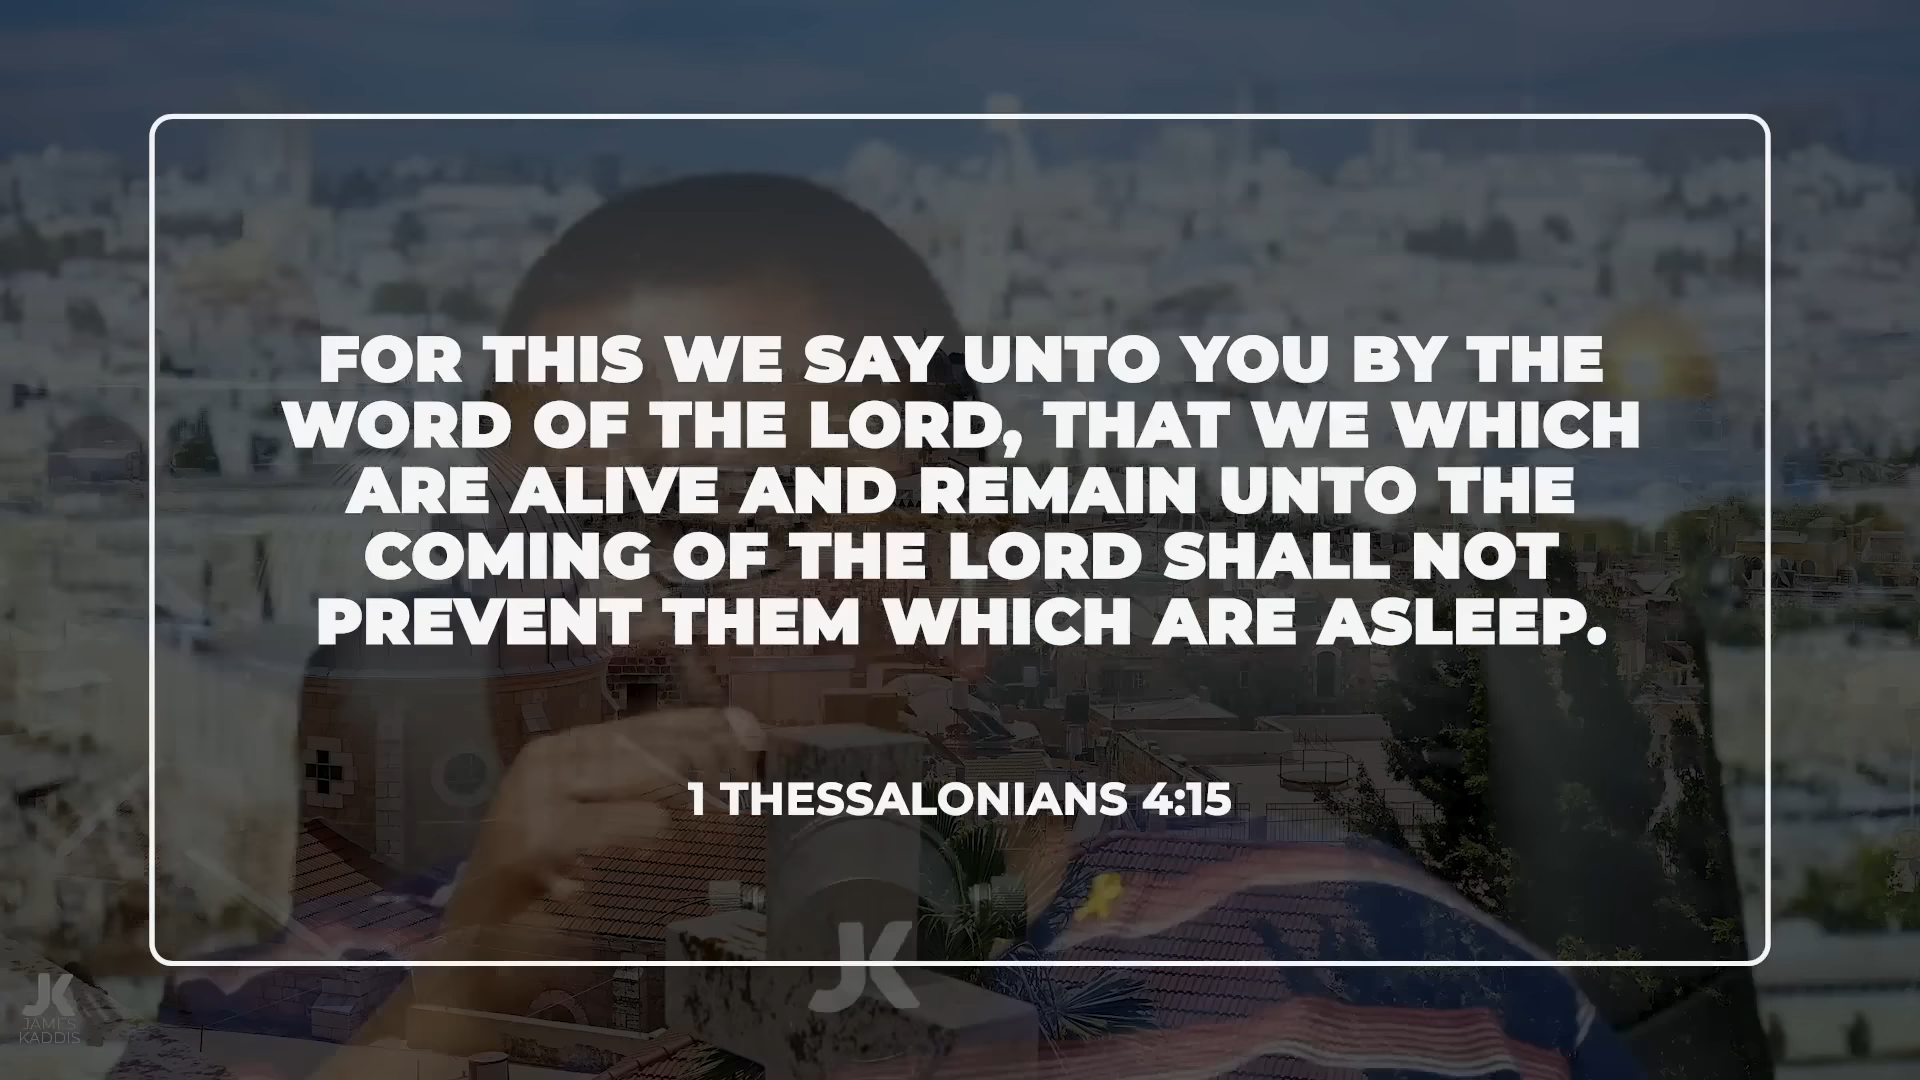 FOR THIS WE SAY UNTO YOU BY THE
WORD OF THE LORD, THAT WE WHICH
ARE ALIVE AND REMAIN UNTO THE
COMING OF THE LORD SHALL NOT
PREVENT THEM WHICH ARE ASLEEP.
1 THESSALONIANS 4:15
JK
JK
JAMES
KADDIS